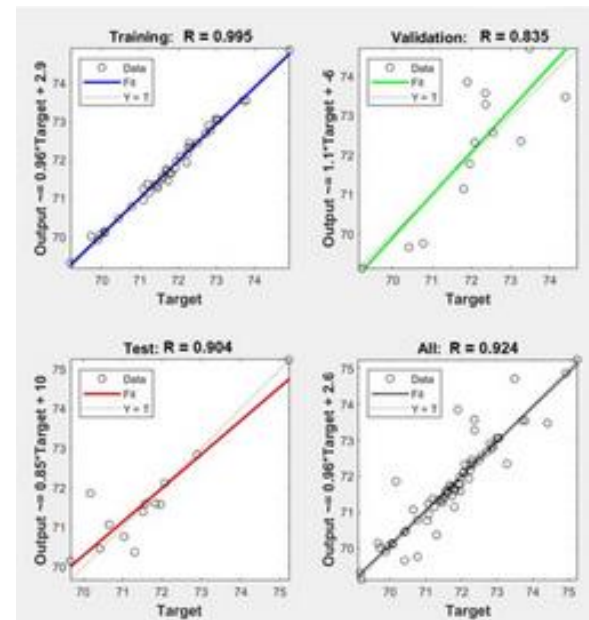 Training: R = 0.995
Output ~= 0.96*Target + 2.9
74
73
72
71
70
Data
Fit
Y = T
70 71 72 73 74
Target
Validation: R = 0.835
Output ~= 1.1*Target + -6
74
73
72
71
70
Data
Fit
Y = T
70 71 72 73 74
Target
Test: R = 0.904
Output ~= 0.85*Target + 10
75
74
73
72
71
70
Data
Fit
Y = T
70 71 72 73 74 75
Target
All: R = 0.924
Output ~= 0.96*Target + 2.6
75
74
73
72
71
70
Data
Fit
Y = T
70 71 72 73 74 75
Target